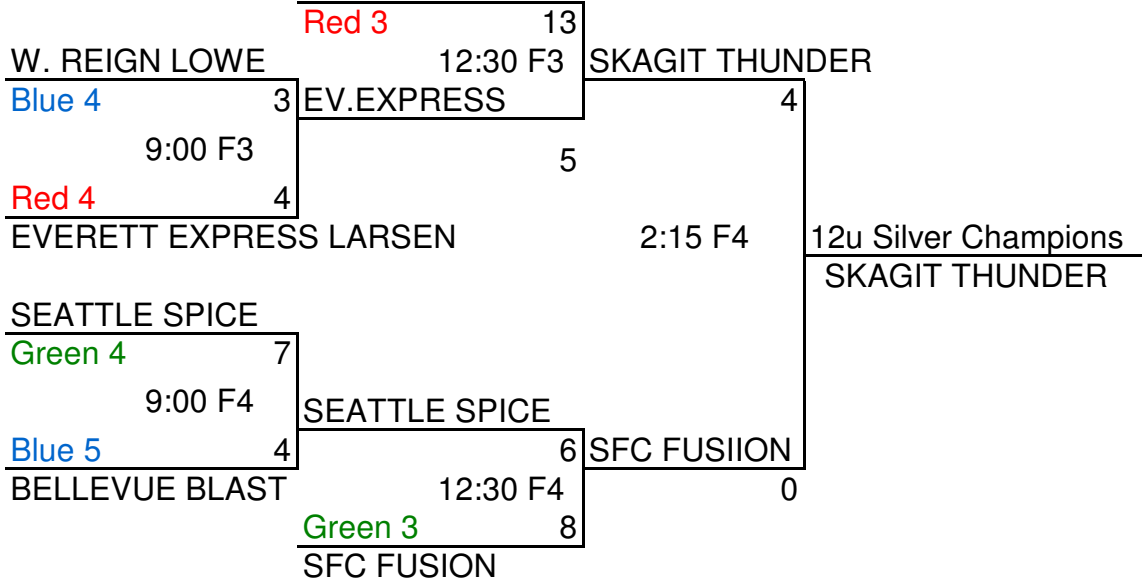 Red 3 13
W. REIGN LOWE 12:30 F3 SKAGIT THUNDER
Blue 4 3 EV.EXPRESS 4
9:00 F3 5
Red 4 4
EVERETT EXPRESS LARSEN 2:15 F4 12u Silver Champions
SKAGIT THUNDER
SEATTLE SPICE
Green 4 7
9:00 F4 SEATTLE SPICE
Blue 5 4 6 SFC FUSIION
BELLEVUE BLAST 12:30 F4 0
Green 3 8
SFC FUSION